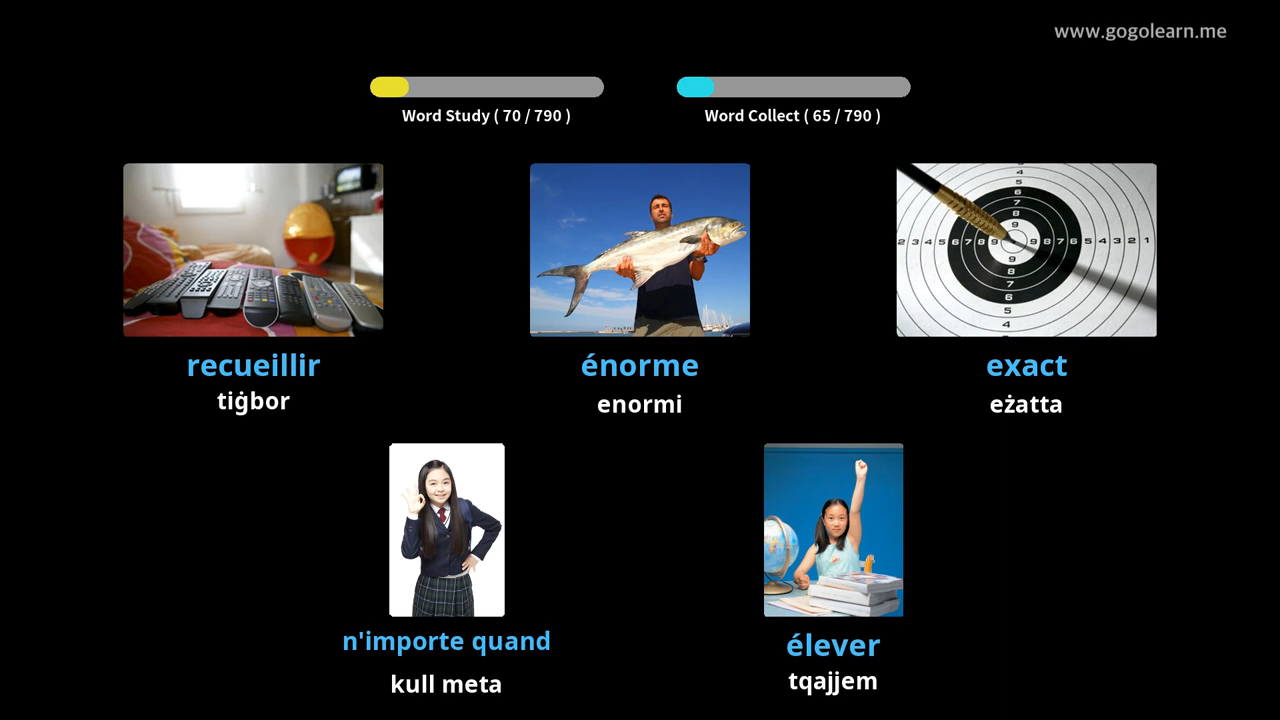 www.gogolearn.me
Word Study ( 70 / 790 )
Word Collect ( 65 / 790 )
recueillir
tiġbor
énorme
enormi
exact
eżatta
n'importe quand
kull meta
élever
tqajjem